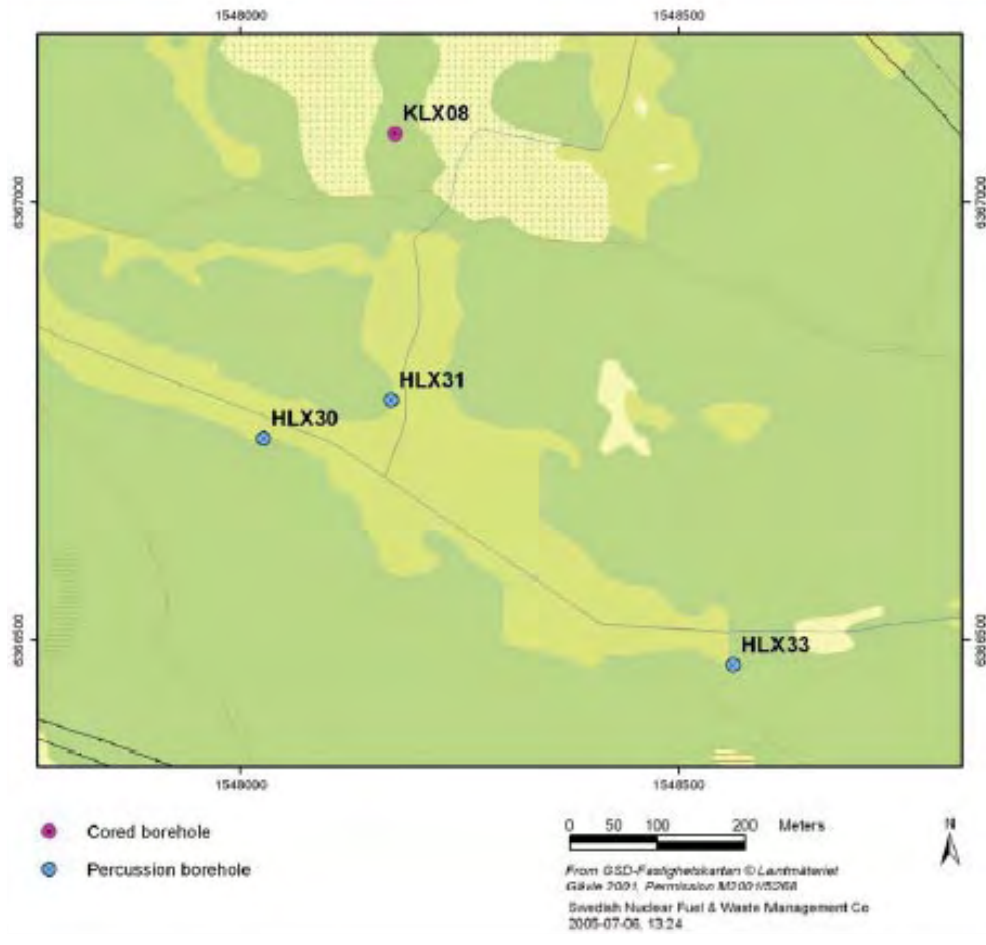 1548000 1548500
KLX08
6367000 6367000
HLX31
HLX30
6366500 6366500
HLX33
1548000 1548500
Cored borehole
Percussion borehole
0 50 100 200 Meters
N
From GSD-Fastighetskartan © Lantmäteriet
Gävle 2001, Permission M2001/5268
Swedish Nuclear Fuel & Waste Management Co
2005-07-06, 13:24